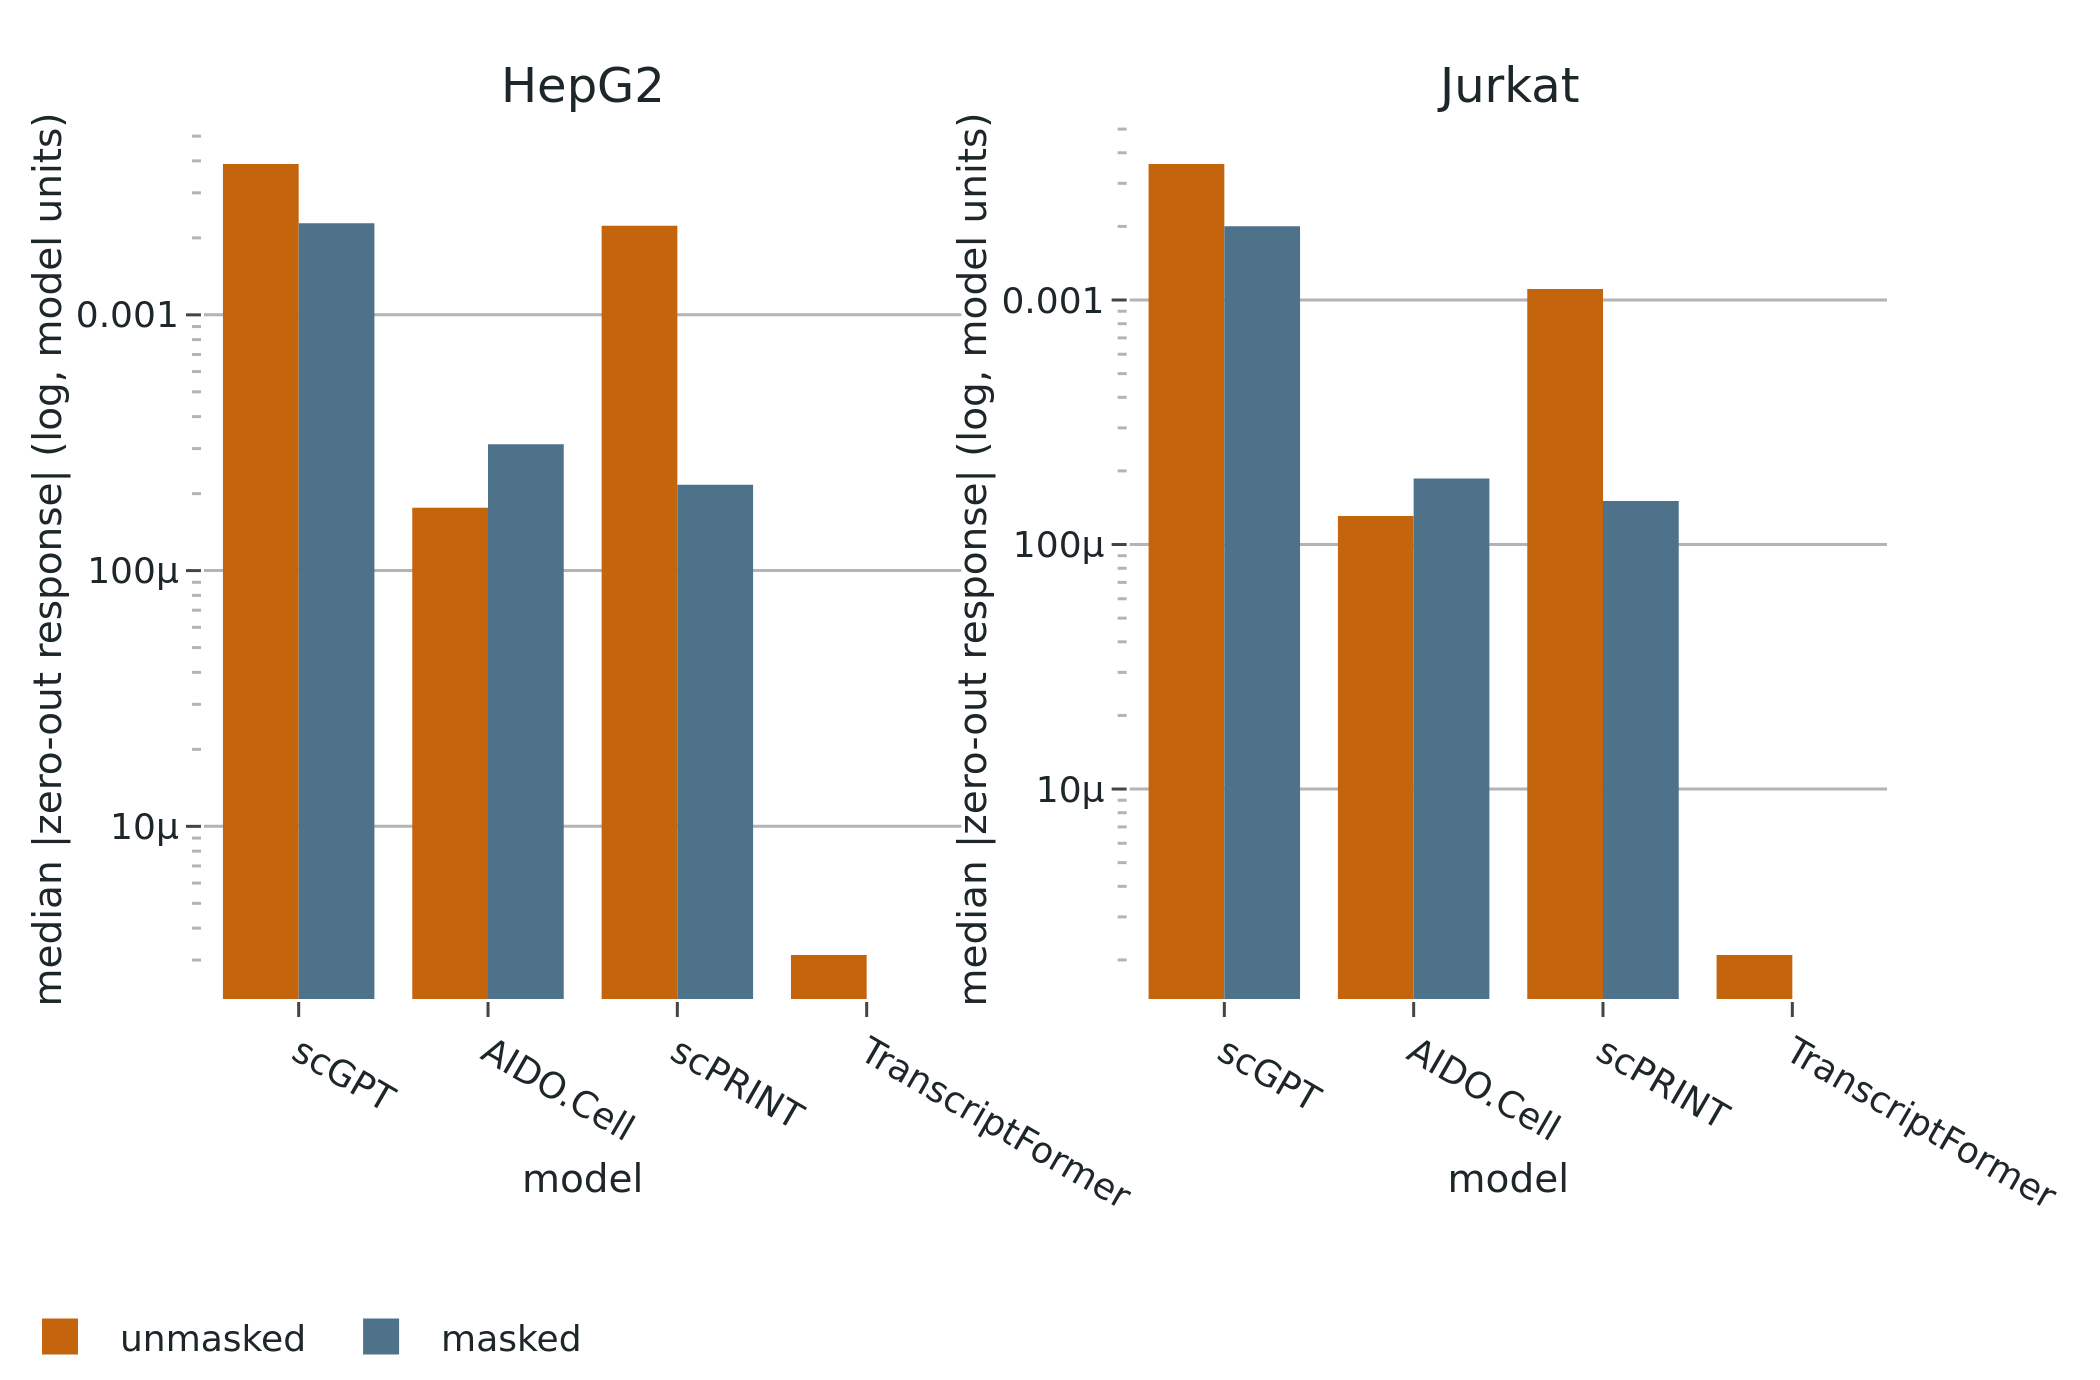 HepG2
median |zero-out response| (log, model units)
0.001
100µ
10µ
scGPT
AIDO.Cell
scPRINT
TranscriptFormer
model
Jurkat
median |zero-out response| (log, model units)
0.001
100µ
10µ
scGPT
AIDO.Cell
scPRINT
TranscriptFormer
model
unmasked
masked